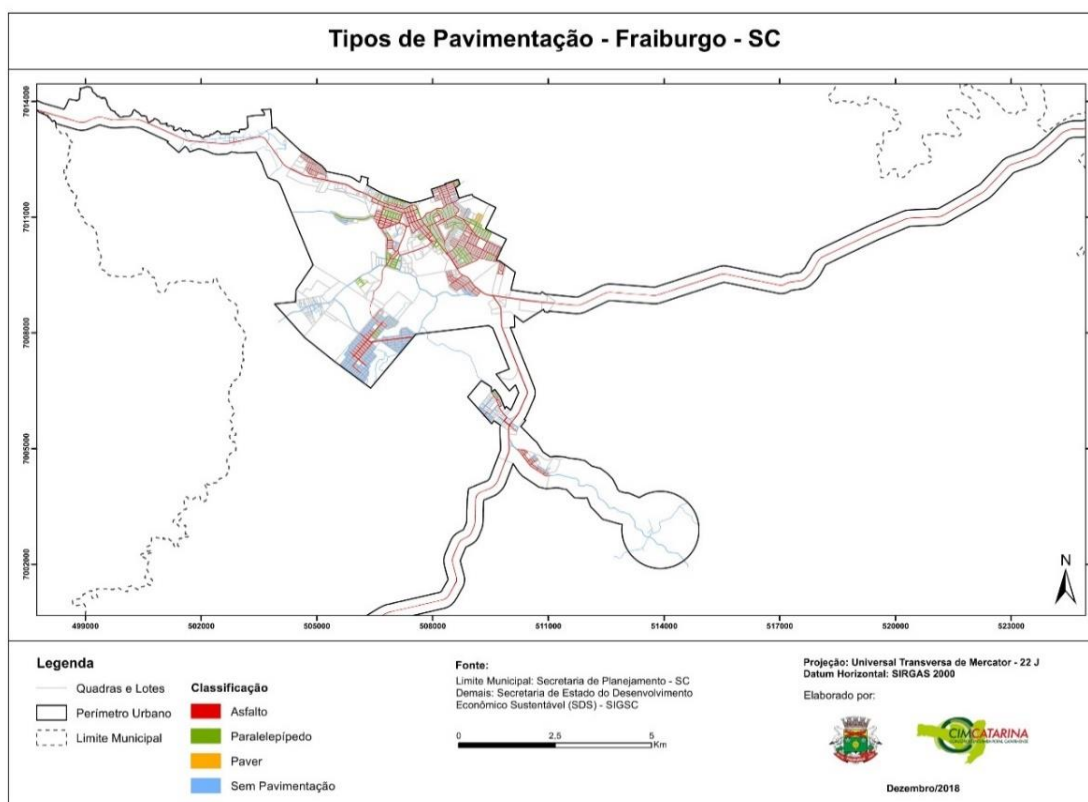 Tipos de Pavimentação - Fraiburgo - SC
7014000
7011000
7008000
7005000
7002000
499000
502000
505000
508000
511000
514000
517000
520000
523000
N
Legenda
Quadras e Lotes
Perímetro Urbano
Limite Municipal
Classificação
Asfalto
Paralelepípedo
Paver
Sem Pavimentação
Fonte:
Limite Municipal: Secretaria de Planejamento - SC
Demais: Secretaria de Estado do Desenvolvimento
Econômico Sustentável (SDS) - SIGSC
0 2,5 5
Km
Projeção: Universal Transversa de Mercator - 22 J
Datum Horizontal: SIRGAS 2000
Elaborado por:
CIMCATARINA
Dezembro/2018